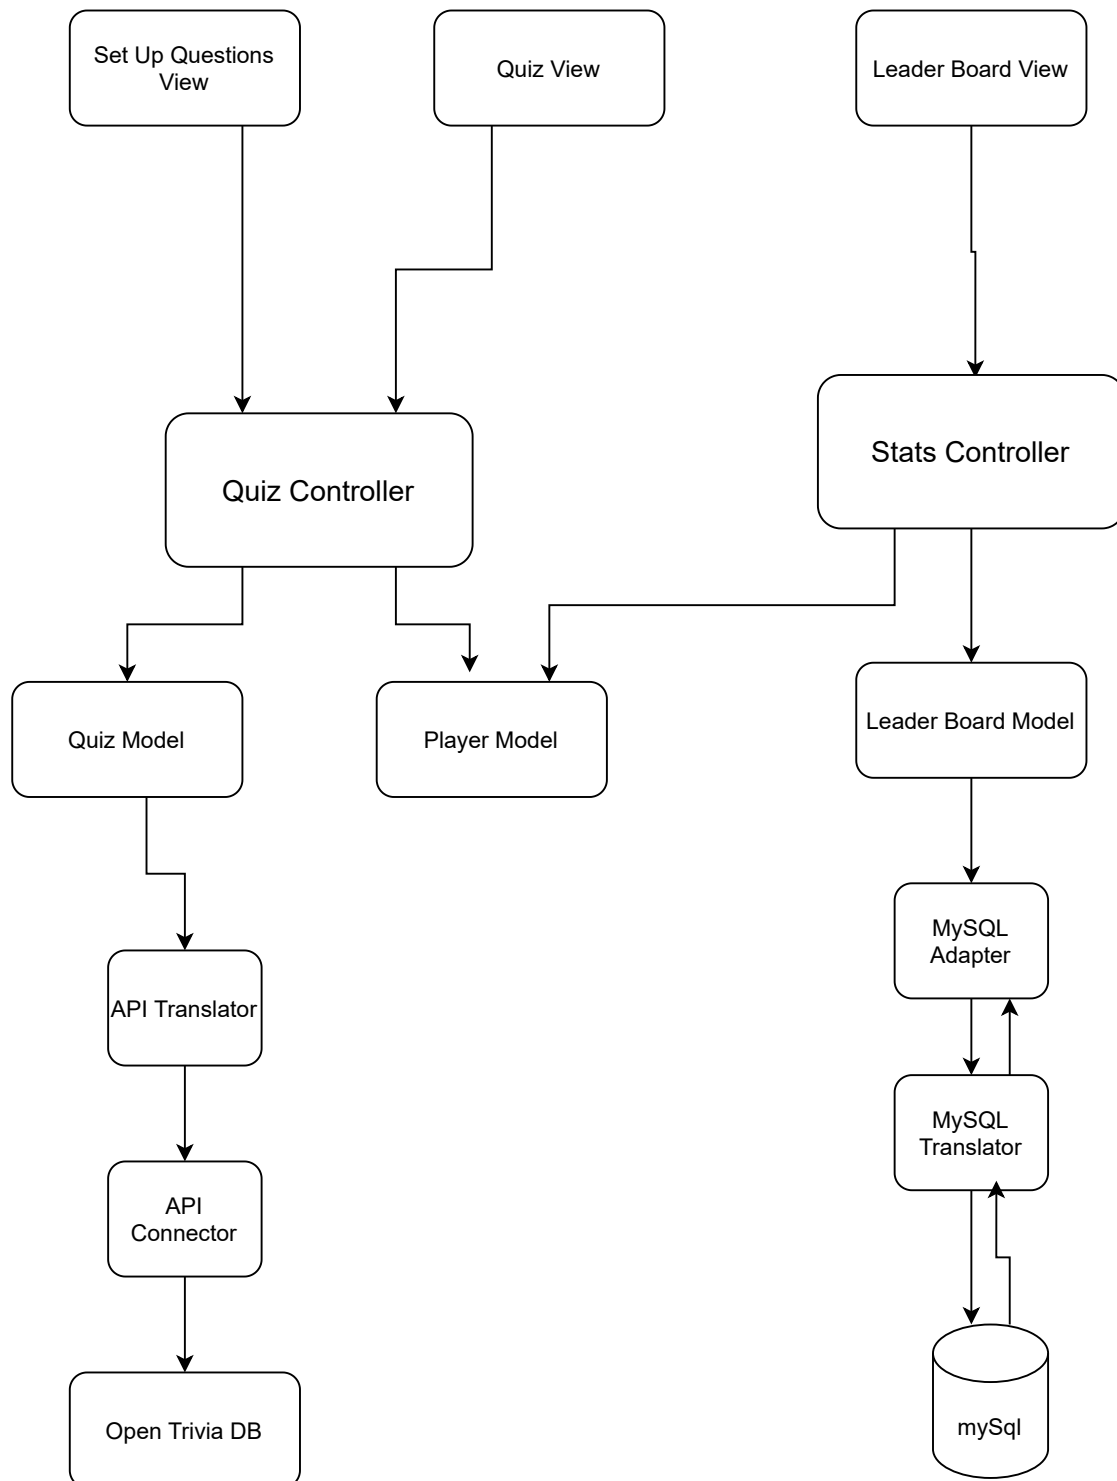 Set Up Questions
View
Quiz View
Leader Board View
Quiz Controller
Stats Controller
Quiz Model
Player Model
Leader Board Model
API Translator
MySQL
Adapter
MySQL
Translator
API
Connector
Open Trivia DB
mySql